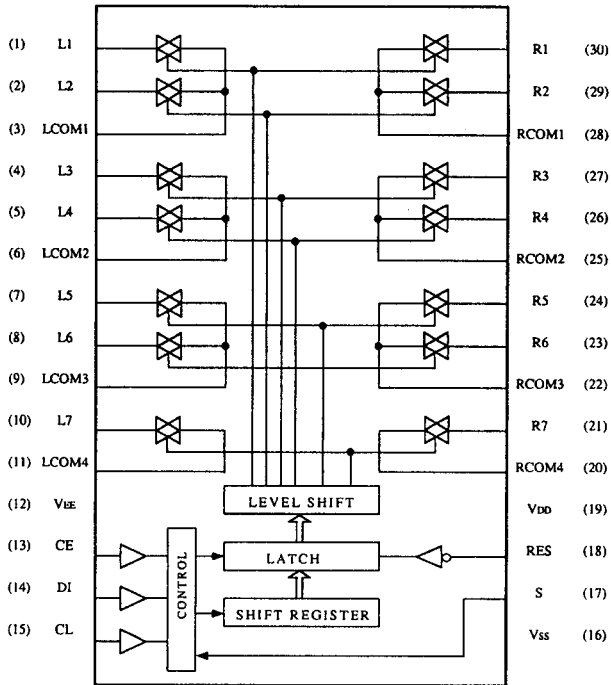 (1) L1 R1 (30)
(2) L2 R2 (29)
(3) LCOM1 RCOM1 (28)
(4) L3 R3 (27)
(5) L4 R4 (26)
(6) LCOM2 RCOM2 (25)
(7) L5 R5 (24)
(8) L6 R6 (23)
(9) LCOM3 RCOM3 (22)
(10) L7 R7 (21)
(11) LCOM4 RCOM4 (20)
(12) VEE LEVEL SHIFT VDD (19)
(13) CE LATCH RES (18)
CONTROL
(14) DI SHIFT REGISTER S (17)
(15) CL VSS (16)